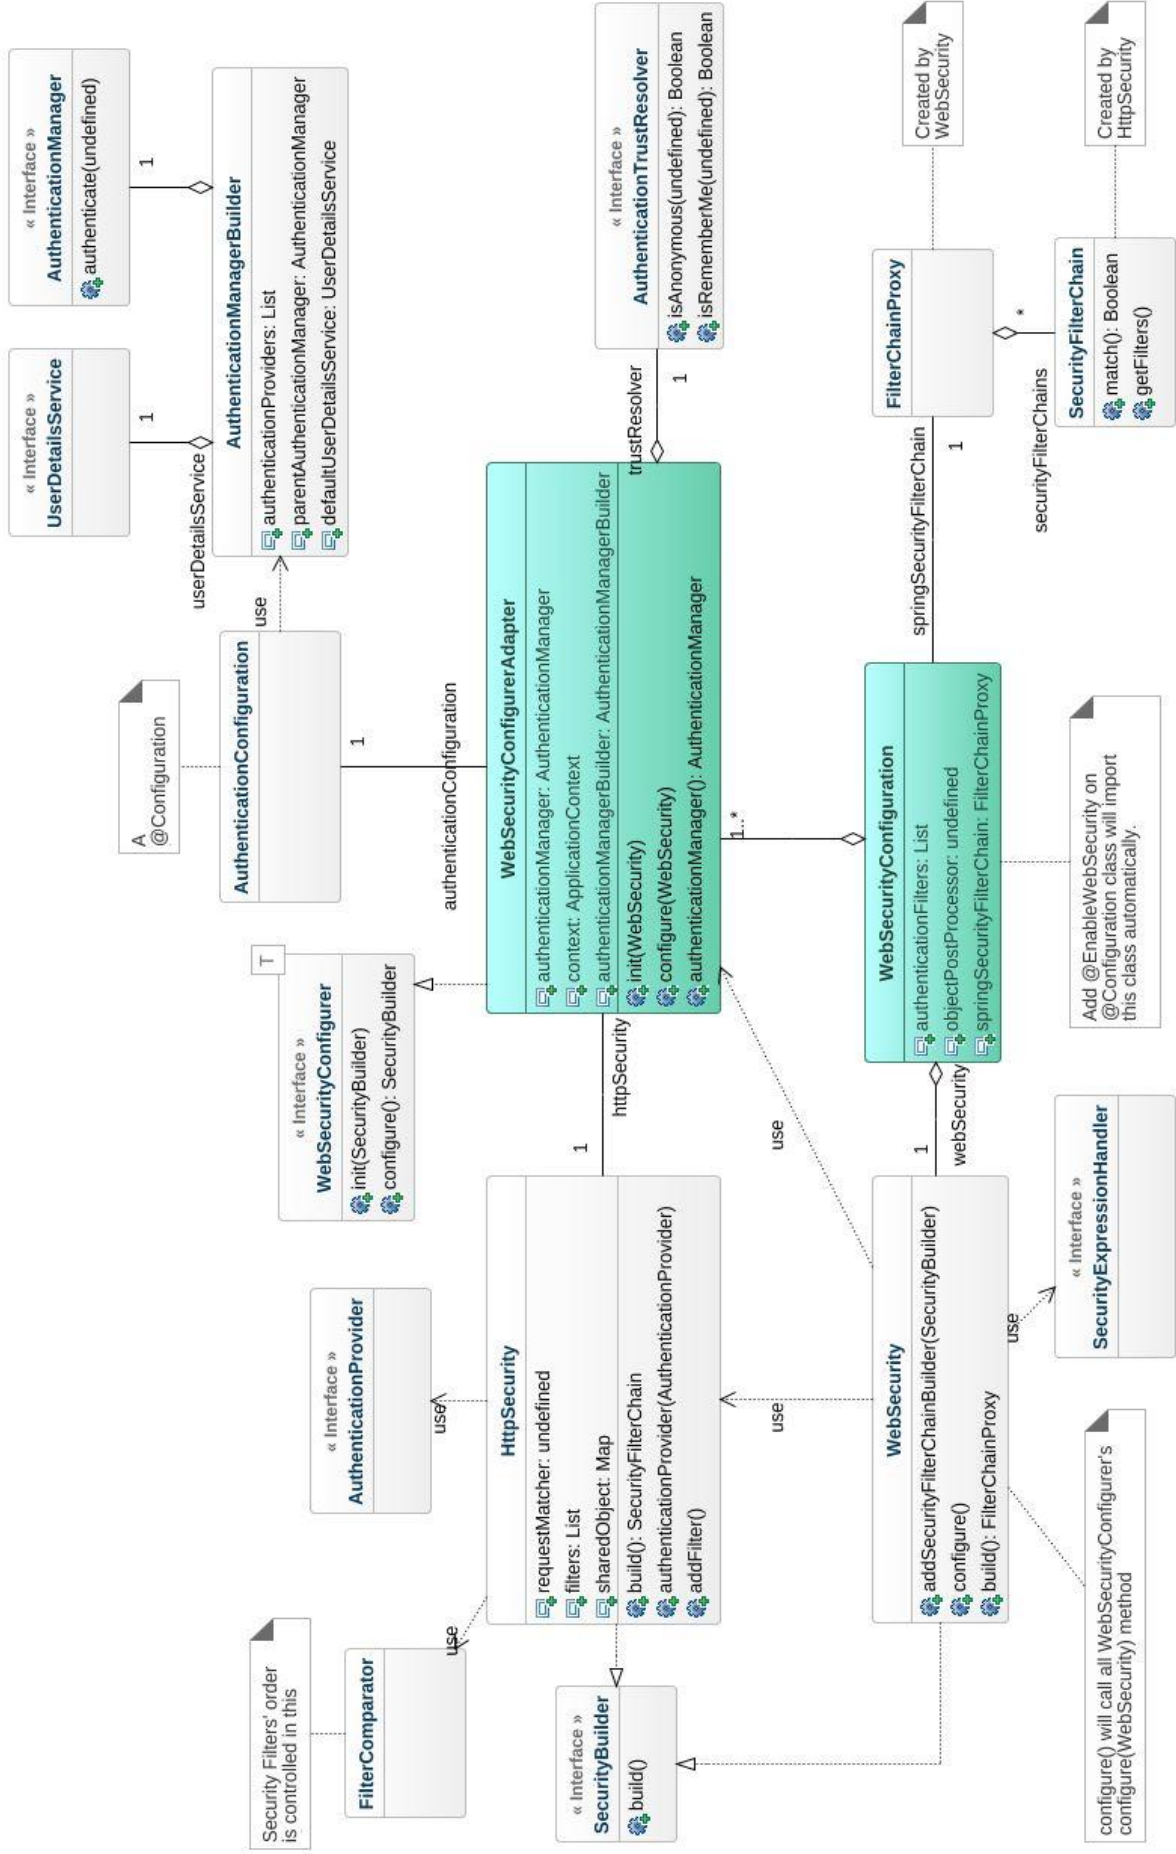 Security Filters' order
is controlled in this
FilterComparator
use
« Interface »
AuthenticationProvider
use
« Interface »
WebSecurityConfigurer
T
init(SecurityBuilder)
configure(): SecurityBuilder
A
@Configuration
AuthenticationConfiguration
use
1
authenticationConfiguration
« Interface »
UserDetailsService
1
userDetailsService
« Interface »
AuthenticationManager
authenticate(undefined)
1
AuthenticationManagerBuilder
authenticationProviders: List
parentAuthenticationManager: AuthenticationManager
defaultUserDetailsService: UserDetailsService
« Interface »
SecurityBuilder
build()
HttpSecurity
requestMatcher: undefined
filters: List
sharedObject: Map
build(): SecurityFilterChain
authenticationProvider(AuthenticationProvider)
addFilter()
1
httpSecurity
WebSecurityConfigurerAdapter
authenticationManager: AuthenticationManager
context: ApplicationContext
authenticationManagerBuilder: AuthenticationManagerBuilder
init(WebSecurity)
configure(WebSecurity)
authenticationManager(): AuthenticationManager
trustResolver
1
« Interface »
AuthenticationTrustResolver
isAnonymous(undefined): Boolean
isRememberMe(undefined): Boolean
use
use
1..*
WebSecurity
addSecurityFilterChainBuilder(SecurityBuilder)
configure()
build(): FilterChainProxy
1
webSecurity
WebSecurityConfiguration
authenticationFilters: List
objectPostProcessor: undefined
springSecurityFilterChain: FilterChainProxy
springSecurityFilterChain
1
FilterChainProxy
Created by
WebSecurity
use
configure() will call all WebSecurityConfigurer's
configure(WebSecurity) method
« Interface »
SecurityExpressionHandler
Add @EnableWebSecurity on
@Configuration class will import
this class automatically.
securityFilterChains
*
SecurityFilterChain
match(): Boolean
getFilters()
Created by
HttpSecurity